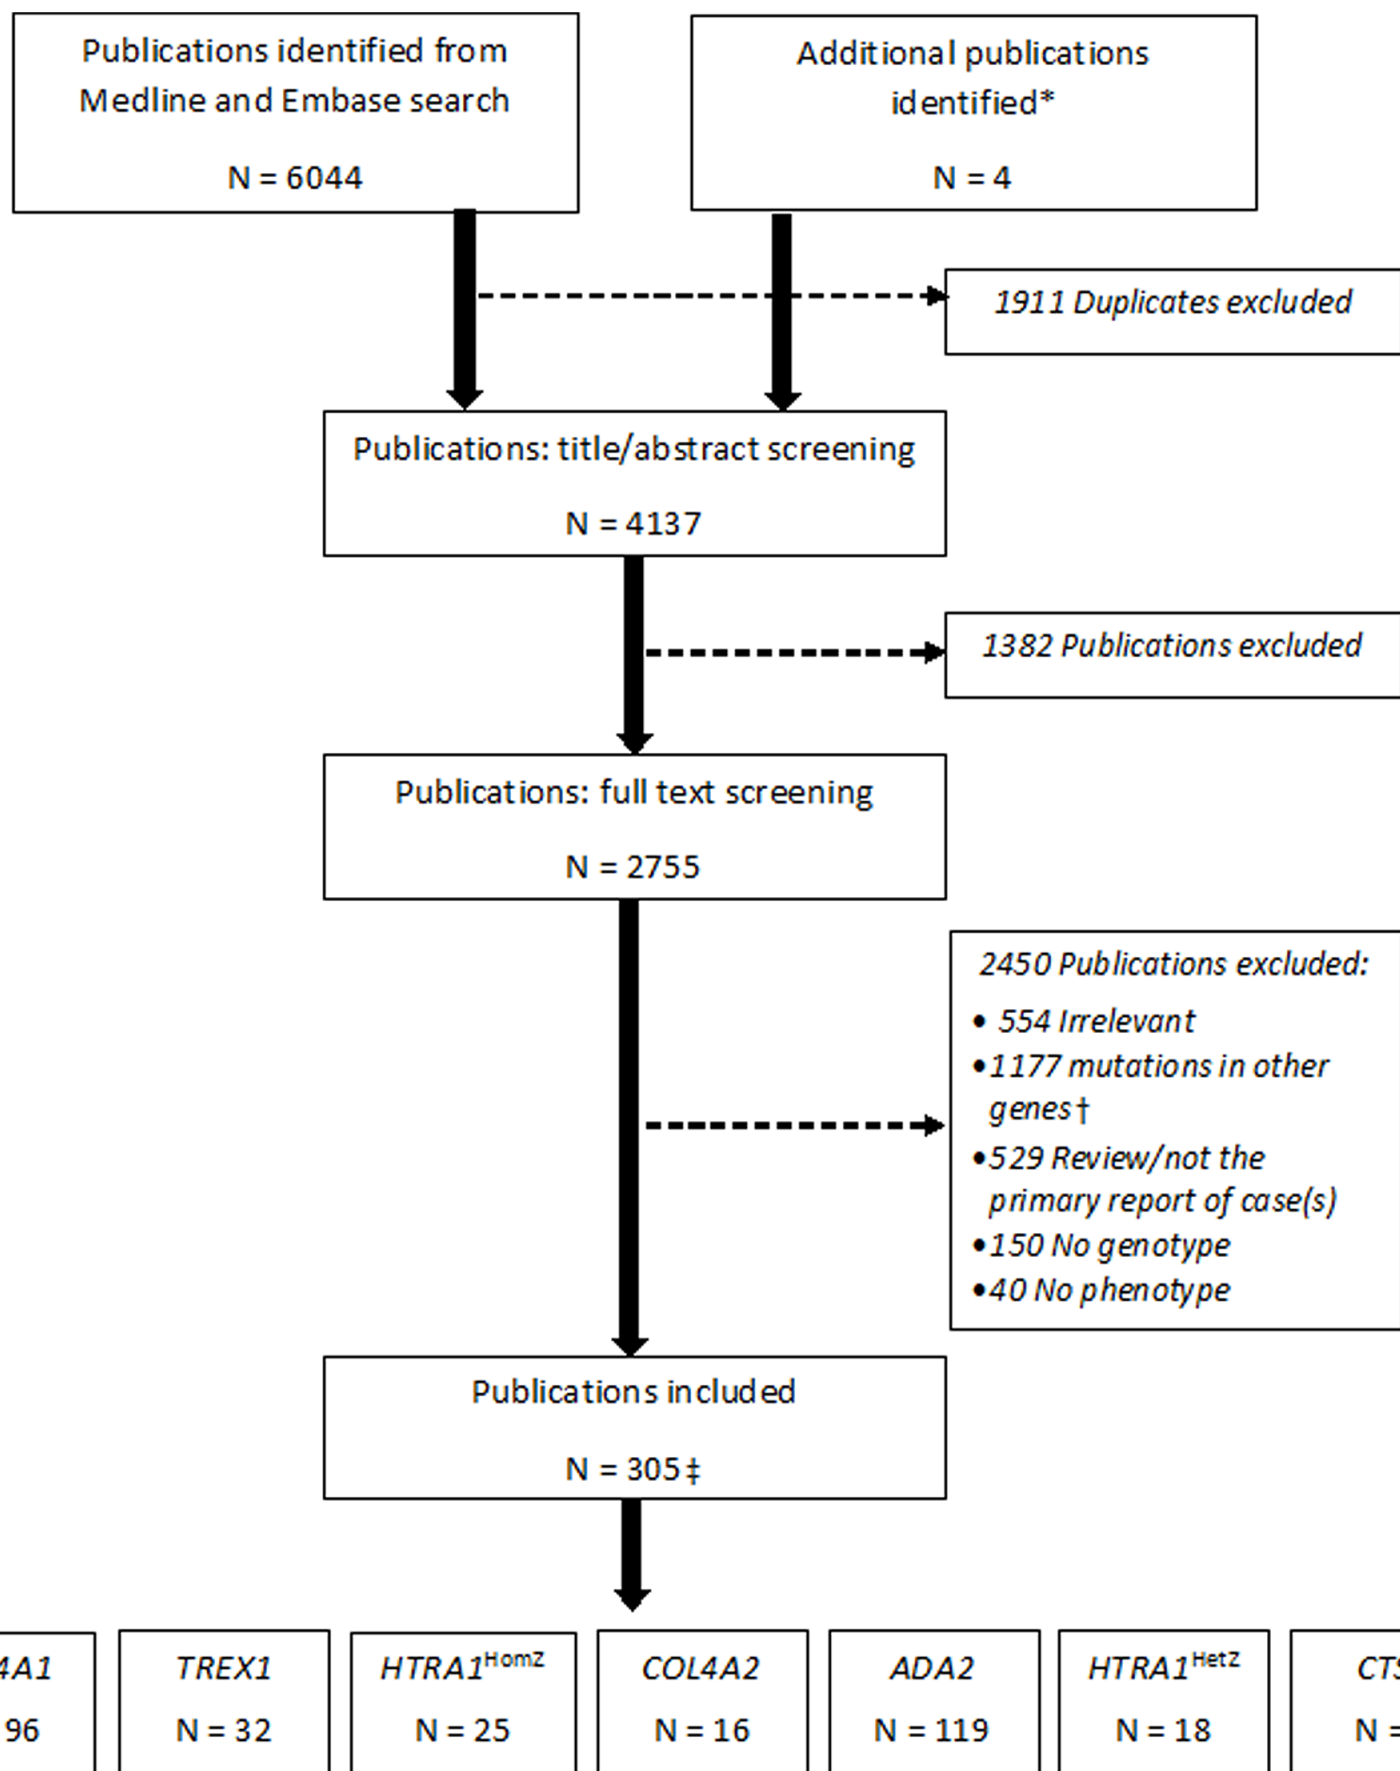 Publications identified from
Medline and Embase search
N = 6044
Additional publications
identified*
N = 4
1911 Duplicates excluded
Publications: title/abstract screening
N = 4137
1382 Publications excluded
Publications: full text screening
N = 2755
2450 Publications excluded:
• 554 Irrelevant
•1177 mutations in other
genes†
•529 Review/not the
primary report of case(s)
•150 No genotype
•40 No phenotype
Publications included
N = 305‡
4A1
96
TREX1
N = 32
HTRA1HomZ
N = 25
COL4A2
N = 16
ADA2
N = 119
HTRA1HetZ
N = 18
CTS
N =